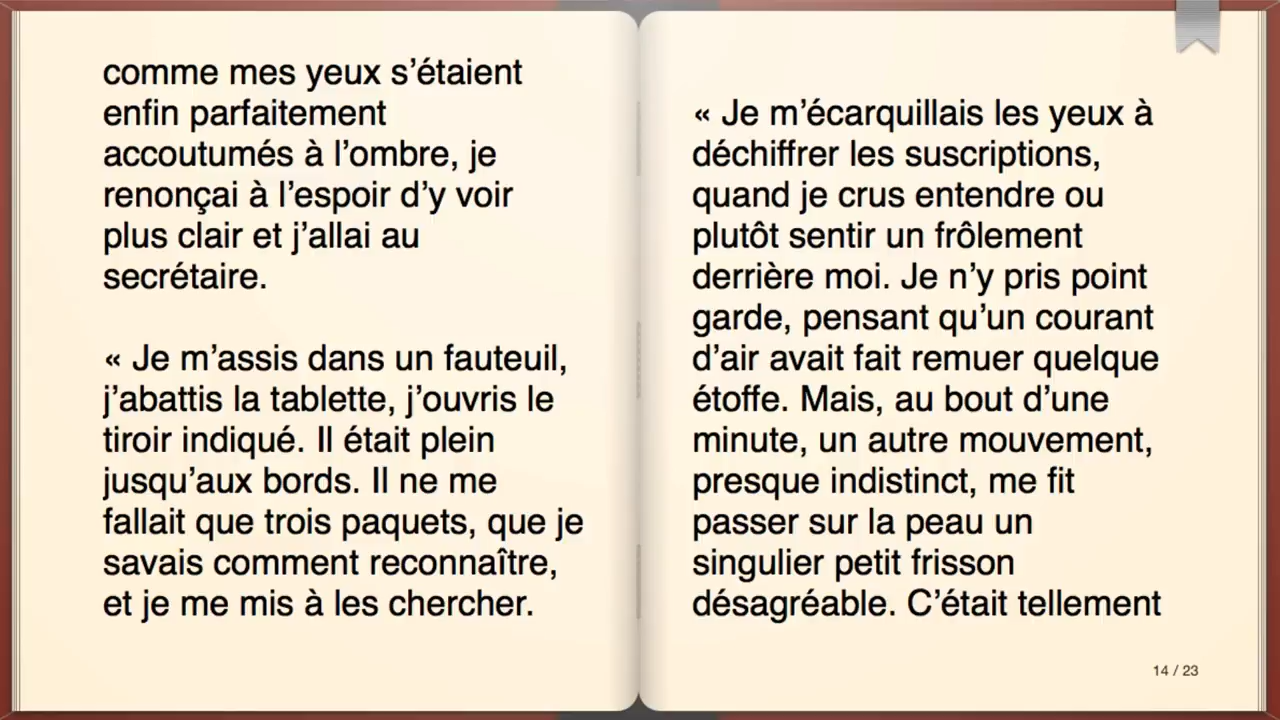 comme mes yeux s’étaient
enfin parfaitement
accoutumés à l’ombre, je
renonçai à l’espoir d’y voir
plus clair et j’allai au
secrétaire.
« Je m’assis dans un fauteuil,
j’abattis la tablette, j’ouvris le
tiroir indiqué. Il était plein
jusqu’aux bords. Il ne me
fallait que trois paquets, que je
savais comment reconnaître,
et je me mis à les chercher.
« Je m’écarquillais les yeux à
déchiffrer les suscriptions,
quand je crus entendre ou
plutôt sentir un frôlement
derrière moi. Je n’y pris point
garde, pensant qu’un courant
d’air avait fait remuer quelque
étoffe. Mais, au bout d’une
minute, un autre mouvement,
presque indistinct, me fit
passer sur la peau un
singulier petit frisson
désagréable. C’était tellement
14 / 23